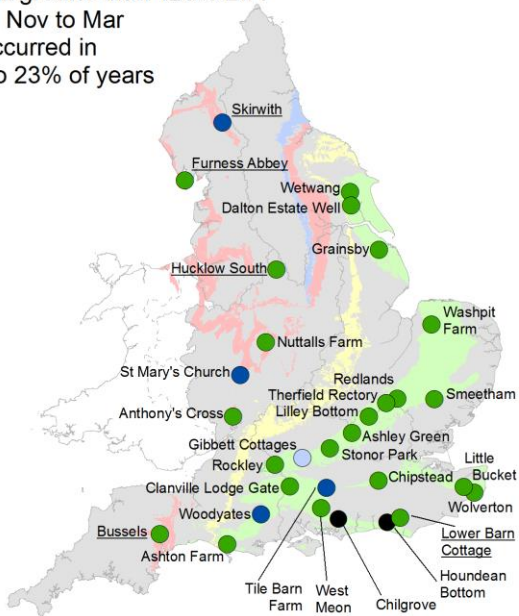 Nov to Mar
ccurred in
23% of years
Skirwith
Furness Abbey
Wetwang
Dalton Estate Well
Grainsby
Hucklow South
Washpit
Farm
Nuttalls Farm
St Mary's Church
Redlands
Therfield Rectory
Smeetham
Anthony's Cross
Lilley Bottom
Ashley Green
Gibbett Cottages
Stonor Park
Little
Bucket
Rockley
Chipstead
Clanville Lodge Gate
Wolverton
Woodyates
Bussels
Lower Barn
Cottage
Ashton Farm
Houndean
Bottom
Tile Barn
Farm
West
Meon
Chilgrove